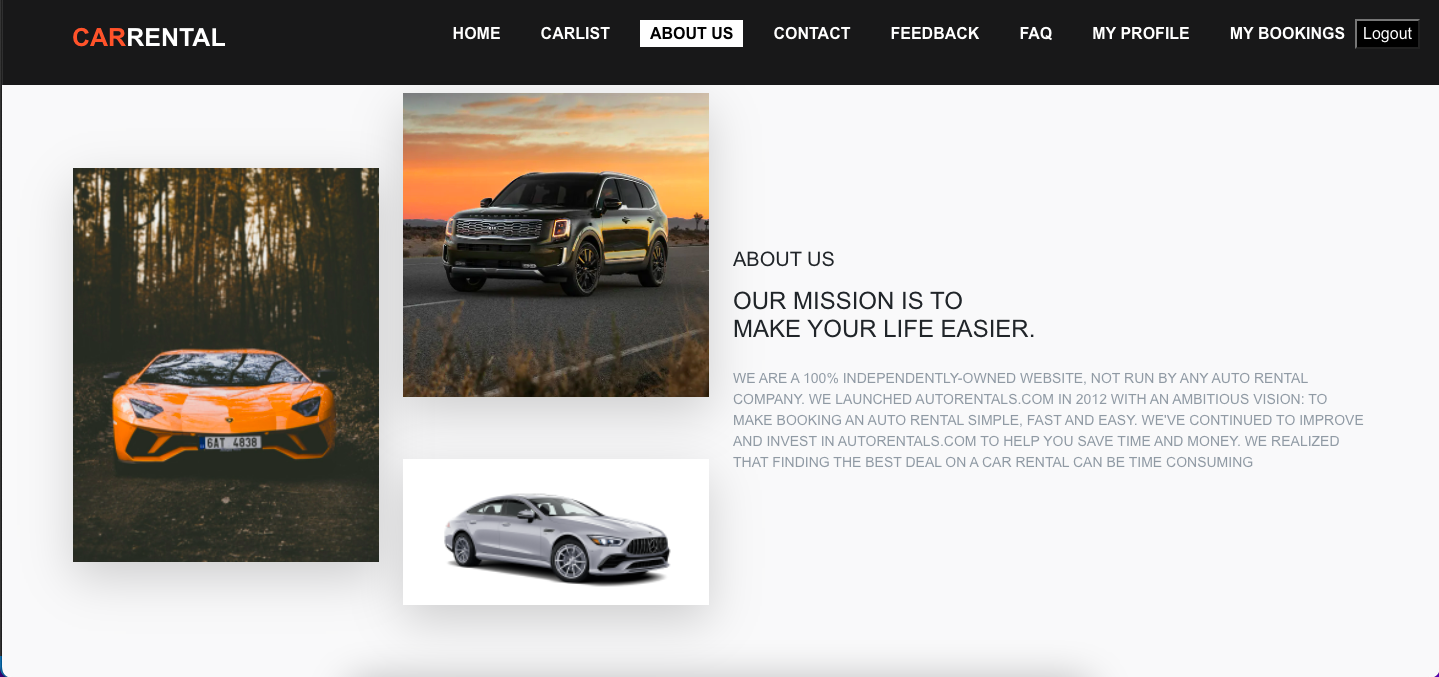 CARRENTAL
HOME CARLIST ABOUT US CONTACT FEEDBACK FAQ MY PROFILE MY BOOKINGS Logout
6AT 4838
ABOUT US
OUR MISSION IS TO
MAKE YOUR LIFE EASIER.
WE ARE A 100% INDEPENDENTLY-OWNED WEBSITE, NOT RUN BY ANY AUTO RENTAL
COMPANY. WE LAUNCHED AUTORENTALS.COM IN 2012 WITH AN AMBITIOUS VISION: TO
MAKE BOOKING AN AUTO RENTAL SIMPLE, FAST AND EASY. WE'VE CONTINUED TO IMPROVE
AND INVEST IN AUTORENTALS.COM TO HELP YOU SAVE TIME AND MONEY. WE REALIZED
THAT FINDING THE BEST DEAL ON A CAR RENTAL CAN BE TIME CONSUMING